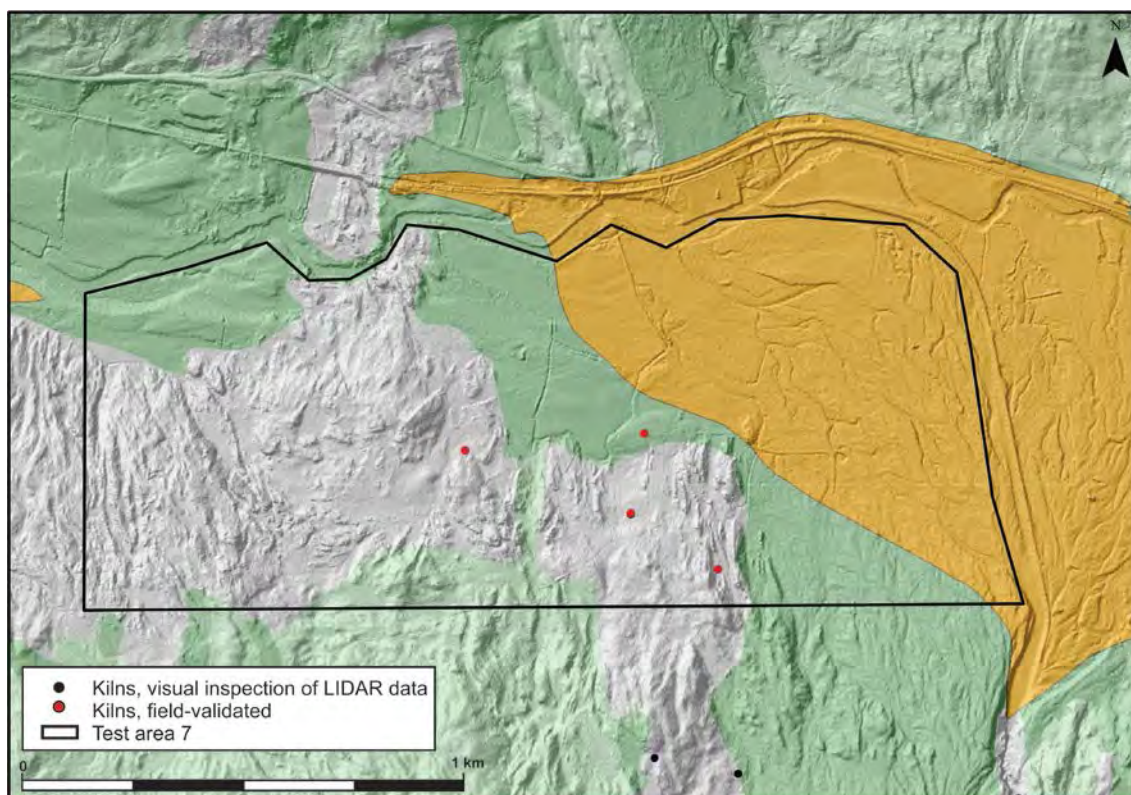 N
Kilns, visual inspection of LIDAR data
Kilns, field-validated
Test area 7
0
1 km